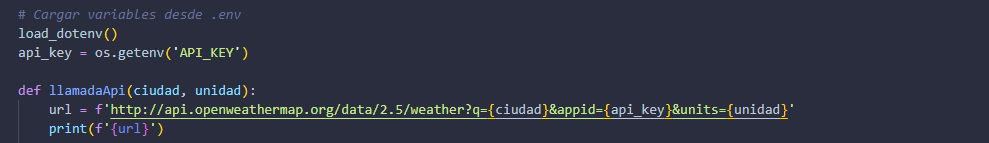 # Cargar variables desde .env
load_dotenv()
api_key = os.getenv('API_KEY')
def llamadaApi(ciudad, unidad):
url = f'http://api.openweathermap.org/data/2.5/weather?q={ciudad}&appid={api_key}&units={unidad}'
print(f'{url}')